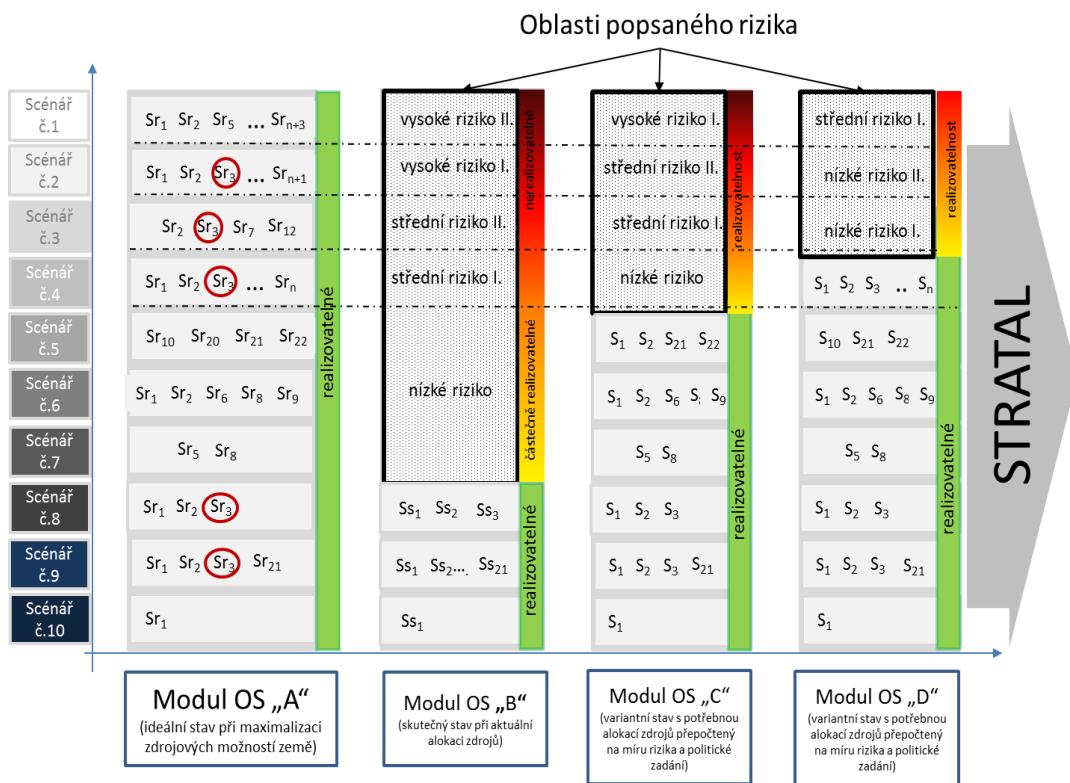 Oblasti popsaného rizika
Scénář
č.1
Sr1 Sr2 Sr5 ... Srn+3
vysoké riziko II.
vysoké riziko I.
střední riziko I.
Scénář
č.2
Sr1 Sr2 Sr3 ... Srn+1
vysoké riziko I.
střední riziko II.
nízké riziko II.
Scénář
č.3
Sr2 Sr3 Sr7 Sr12
střední riziko II.
střední riziko I.
nízké riziko I.
Scénář
č.4
Sr1 Sr2 Sr3 ... Srn
střední riziko I.
nízké riziko
S1 S2 S3 .. Sn
Scénář
č.5
Sr10 Sr20 Sr21 Sr22
S1 S2 S21 S22
S10 S21 S22
Scénář
č.6
Sr1 Sr2 Sr6 Sr8 Sr9
nízké riziko
S1 S2 S6 S S9
S1 S2 S6 S8 S9
Scénář
č.7
Sr5 Sr8
S5 S8
S5 S8
Scénář
č.8
Sr1 Sr2 Sr3
Ss1 Ss2 Ss3
S1 S2 S3
S1 S2 S3
Scénář
č.9
Sr1 Sr2 Sr3 Sr21
Ss1 Ss2.... Ss21
S1 S2 S3 S21
S1 S2 S3 S21
Scénář
č.10
Sr1
Ss1
S1
S1
realizovatelné
nerealizovatelné
částečně realizovatelné
realizovatelné
realizovatelnost
realizovatelné
realizovatelnost
realizovatelné
STRATAL
Modul OS „A“
(ideální stav při maximalizaci
zdrojových možností země)
Modul OS „B“
(skutečný stav při aktuální
alokaci zdrojů)
Modul OS „C“
(variantní stav s potřebnou
alokací zdrojů přepočtený
na míru rizika a politické
zadání)
Modul OS „D“
(variantní stav s potřebnou
alokací zdrojů přepočtený
na míru rizika a politické
zadání)